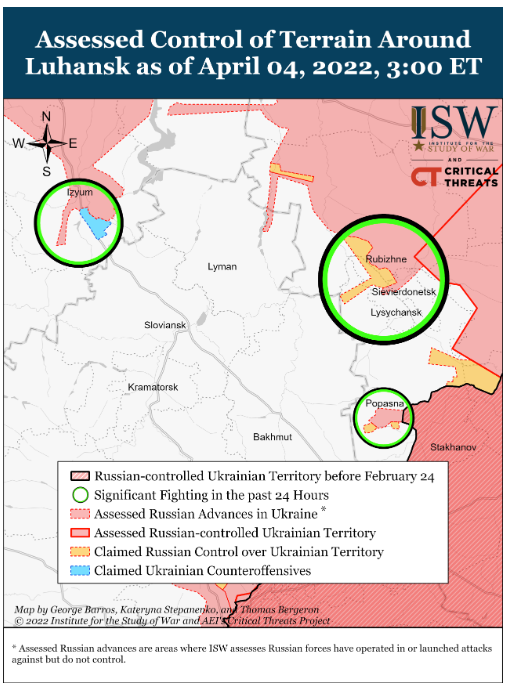 Assessed Control of Terrain Around
Luhansk as of April 04, 2022, 3:00 ET
N
W E
S
ISW
INSTITUTE FOR THE
STUDY OF WAR
AND
CT CRITICAL
THREATS
Izyum
Rubizhne
Lyman
Sievierdonetsk
Lysychansk
Sloviansk
Kramatorsk
Popasna
Bakhmut
Stakhanov
Russian-controlled Ukrainian Territory before February 24
Significant Fighting in the past 24 Hours
Assessed Russian Advances in Ukraine *
Assessed Russian-controlled Ukrainian Territory
Claimed Russian Control over Ukrainian Territory
Claimed Ukrainian Counteroffensives
Map by George Barros, Kateryna Stepanenko, and Thomas Bergeron
© 2022 Institute for the Study of War and AEI's Critical Threats Project
* Assessed Russian advances are areas where ISW assesses Russian forces have operated in or launched attacks
against but do not control.